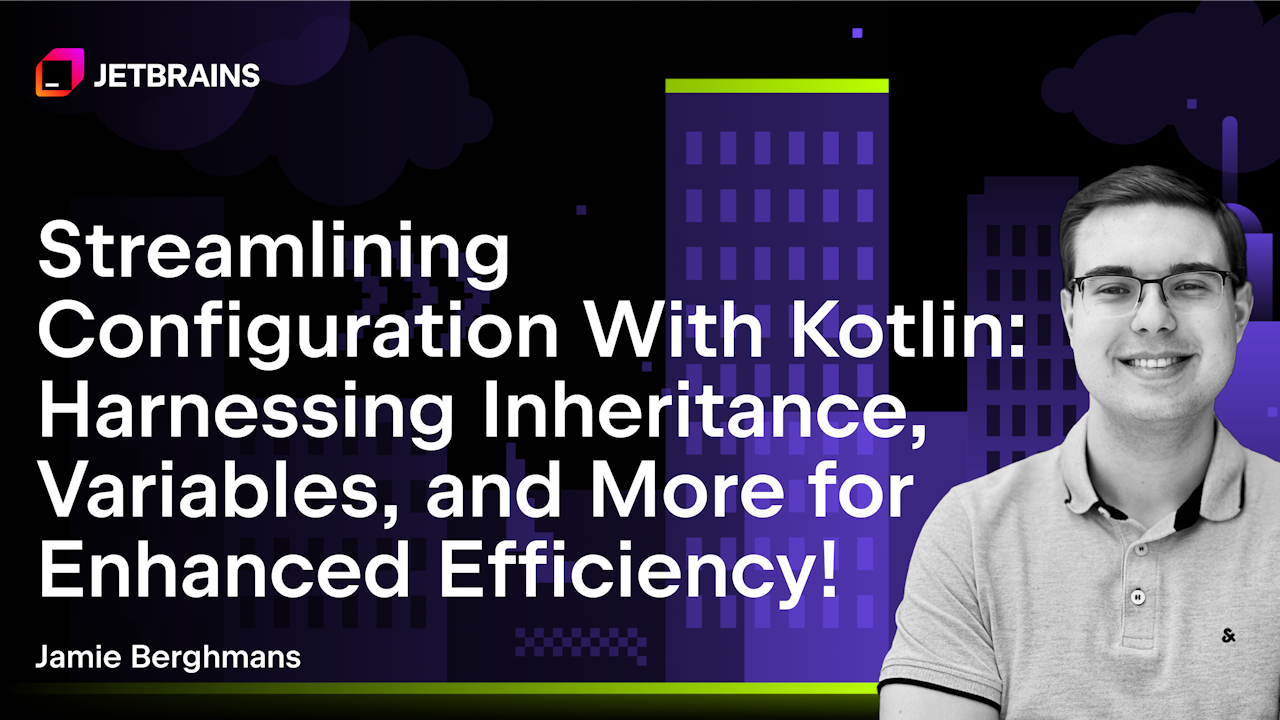 JETBRAINS
Streamlining
Configuration With Kotlin:
Harnessing Inheritance,
Variables, and More for
Enhanced Efficiency!
Jamie Berghmans
&